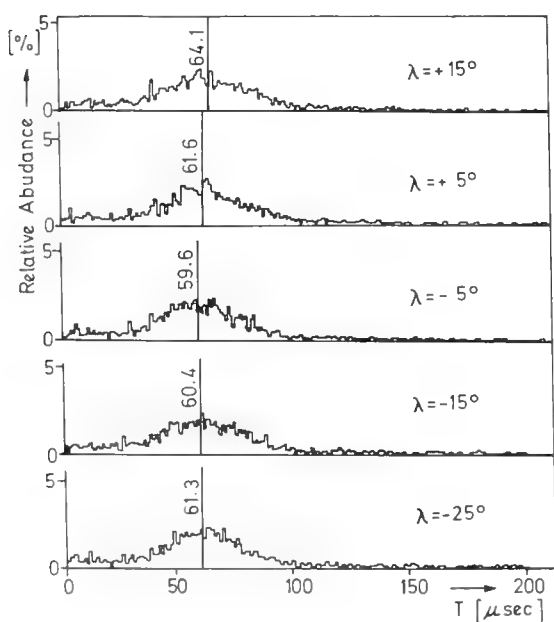 [%]
Relative Abudance
5
0
64.1
λ = + 15°
5
0
61.6
λ = + 5°
5
0
59.6
λ = - 5°
5
0
60.4
λ = -15°
5
0
61.3
λ = -25°
0 50 100 150 200
T [μsec]